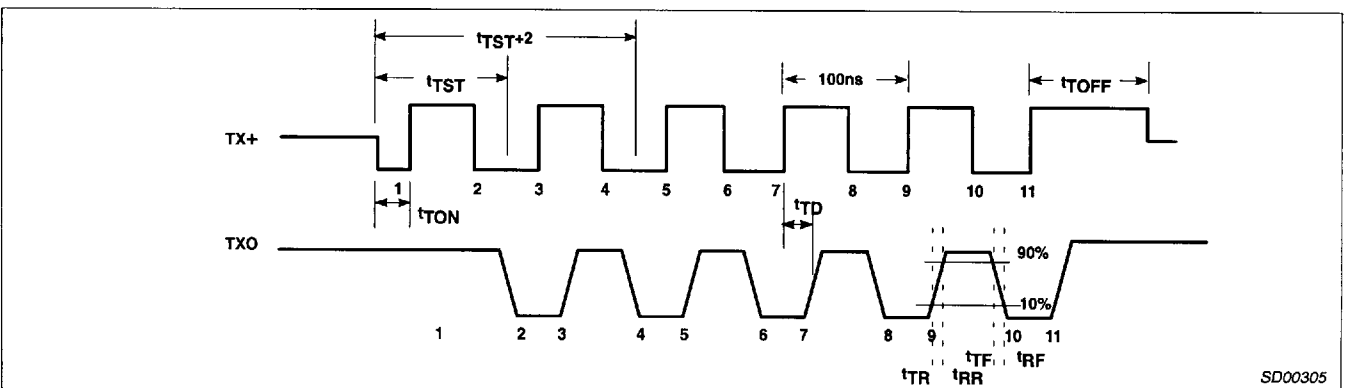 tTST+2
tTST
100ns
tTOFF
TX+
1 2 3 4 5 6 7 8 9 10 11
tTON
tTD
TXO
90%
10%
1 2 3 4 5 6 7 8 9 10 11
tTF tRF
tTR tRR
SD00305